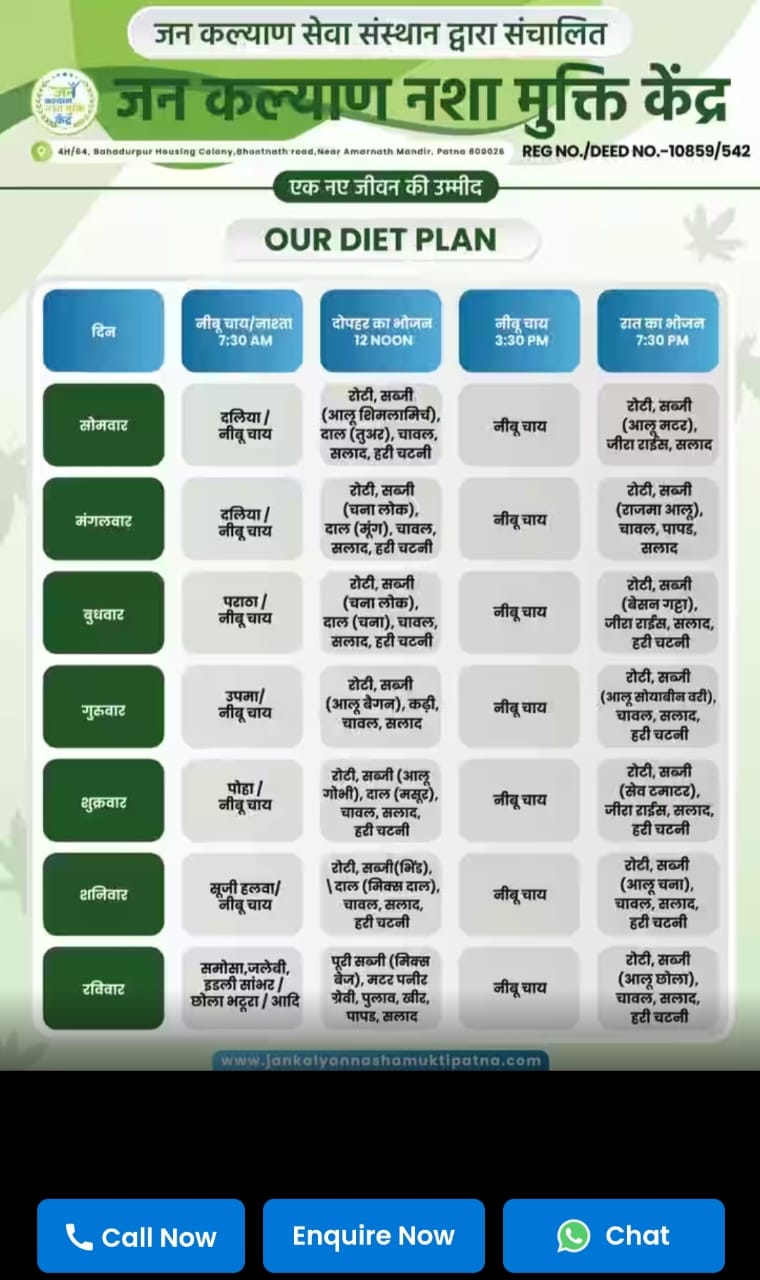 जन कल्याण सेवा संस्थान द्वारा संचालित
जन कल्याण नशा मुक्ति केंद्र
जन
कल्याण
नशा मुक्ति
केंद्र
4H/64, Bahadurpur Housing Colony,Bhootnath road,Near Amarnath Mandir, Patna 800026
REG NO./DEED NO.-10859/542
एक नए जीवन की उम्मीद
OUR DIET PLAN
दिन
नीबू चाय/नाश्ता
7:30 AM
दोपहर का भोजन
12 NOON
नीबू चाय
3:30 PM
रात का भोजन
7:30 PM
सोमवार
दलिया /
नीबू चाय
रोटी, सब्जी
(आलू शिमलामिर्च),
दाल (तुअर), चावल,
सलाद, हरी चटनी
नीबू चाय
रोटी, सब्जी
(आलू मटर),
जीरा राईस, सलाद
मंगलवार
दलिया /
नीबू चाय
रोटी, सब्जी
(चना लोक),
दाल (मूंग), चावल,
सलाद, हरी चटनी
नीबू चाय
रोटी, सब्जी
(राजमा आलू),
चावल, पापड,
सलाद
बुधवार
पराठा /
नीबू चाय
रोटी, सब्जी
(चना लोक),
दाल (चना), चावल,
सलाद, हरी चटनी
नीबू चाय
रोटी, सब्जी
(बेसन गट्टा),
जीरा राईस, सलाद,
हरी चटनी
गुरुवार
उपमा/
नीबू चाय
रोटी, सब्जी
(आलू बैगन), कढ़ी,
चावल, सलाद
नीबू चाय
रोटी, सब्जी
(आलू सोयाबीन वरी),
चावल, सलाद,
हरी चटनी
शुक्रवार
पोहा /
नीबू चाय
रोटी, सब्जी (आलू
गोभी), दाल (मसूर),
चावल, सलाद,
हरी चटनी
नीबू चाय
रोटी, सब्जी
(सेव टमाटर),
जीरा राईस, सलाद,
हरी चटनी
शनिवार
सूजी हलवा/
नीबू चाय
रोटी, सब्जी(भिंड),
\दाल (मिक्स दाल),
चावल, सलाद,
हरी चटनी
नीबू चाय
रोटी, सब्जी
(आलू चना),
चावल, सलाद,
हरी चटनी
रविवार
समोसा,जलेबी,
इडली सांभर /
छोला भटूरा / आदि
पूरी सब्जी (मिक्स
बेज), मटर पनीर
ग्रेवी, पुलाव, खीर,
पापड, सलाद
नीबू चाय
रोटी, सब्जी
(आलू छोला),
चावल, सलाद,
हरी चटनी
www.jankalyannashamuktipatna.com
Call Now
Enquire Now
Chat